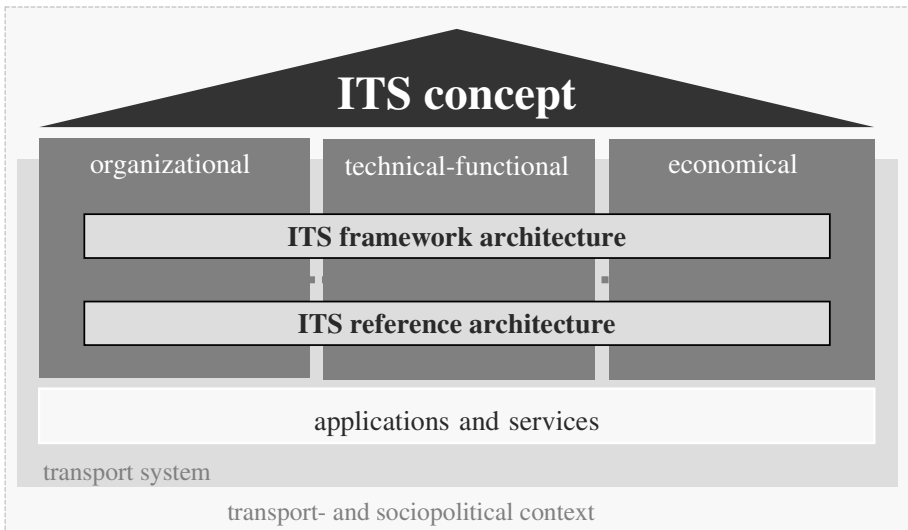 ITS concept
organizational
technical-functional
economical
ITS framework architecture
ITS reference architecture
applications and services
transport system
transport- and sociopolitical context